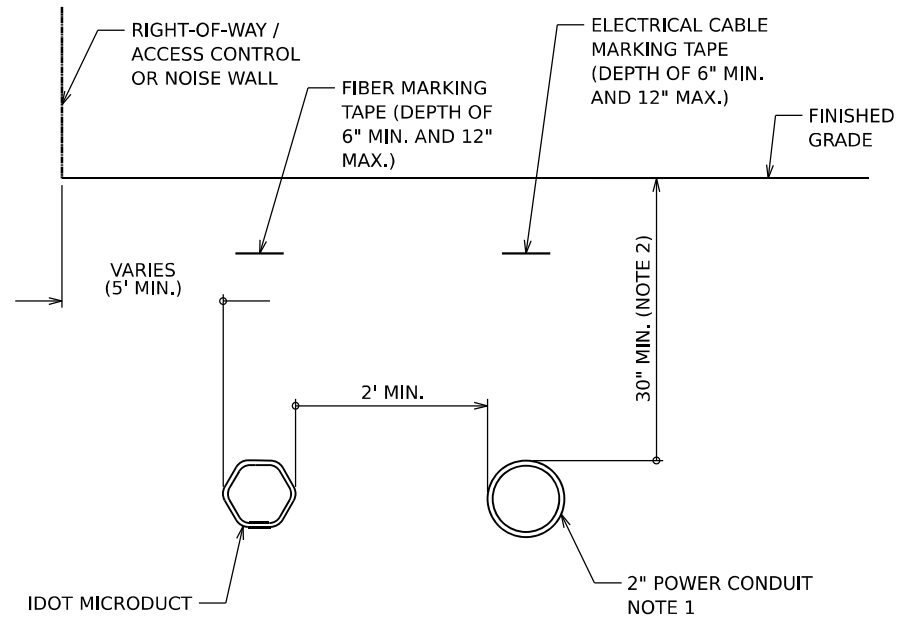 RIGHT-OF-WAY /
ACCESS CONTROL
OR NOISE WALL
ELECTRICAL CABLE
MARKING TAPE
(DEPTH OF 6" MIN.
AND 12" MAX.)
FIBER MARKING
TAPE (DEPTH OF
6" MIN. AND 12"
MAX.)
FINISHED
GRADE
VARIES
(5' MIN.)
30" MIN. (NOTE 2)
2' MIN.
IDOT MICRODUCT
2" POWER CONDUIT
NOTE 1